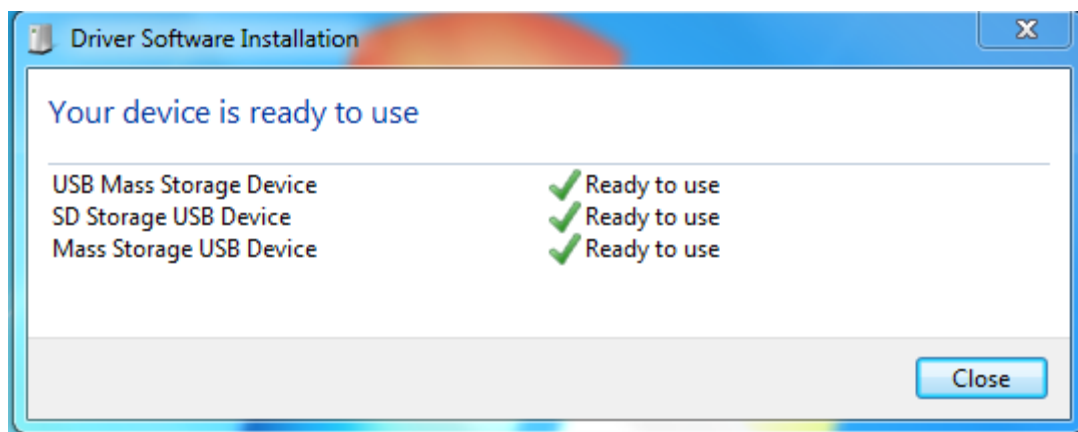 Driver Software Installation
Your device is ready to use
USB Mass Storage Device Ready to use
SD Storage USB Device Ready to use
Mass Storage USB Device Ready to use
Close